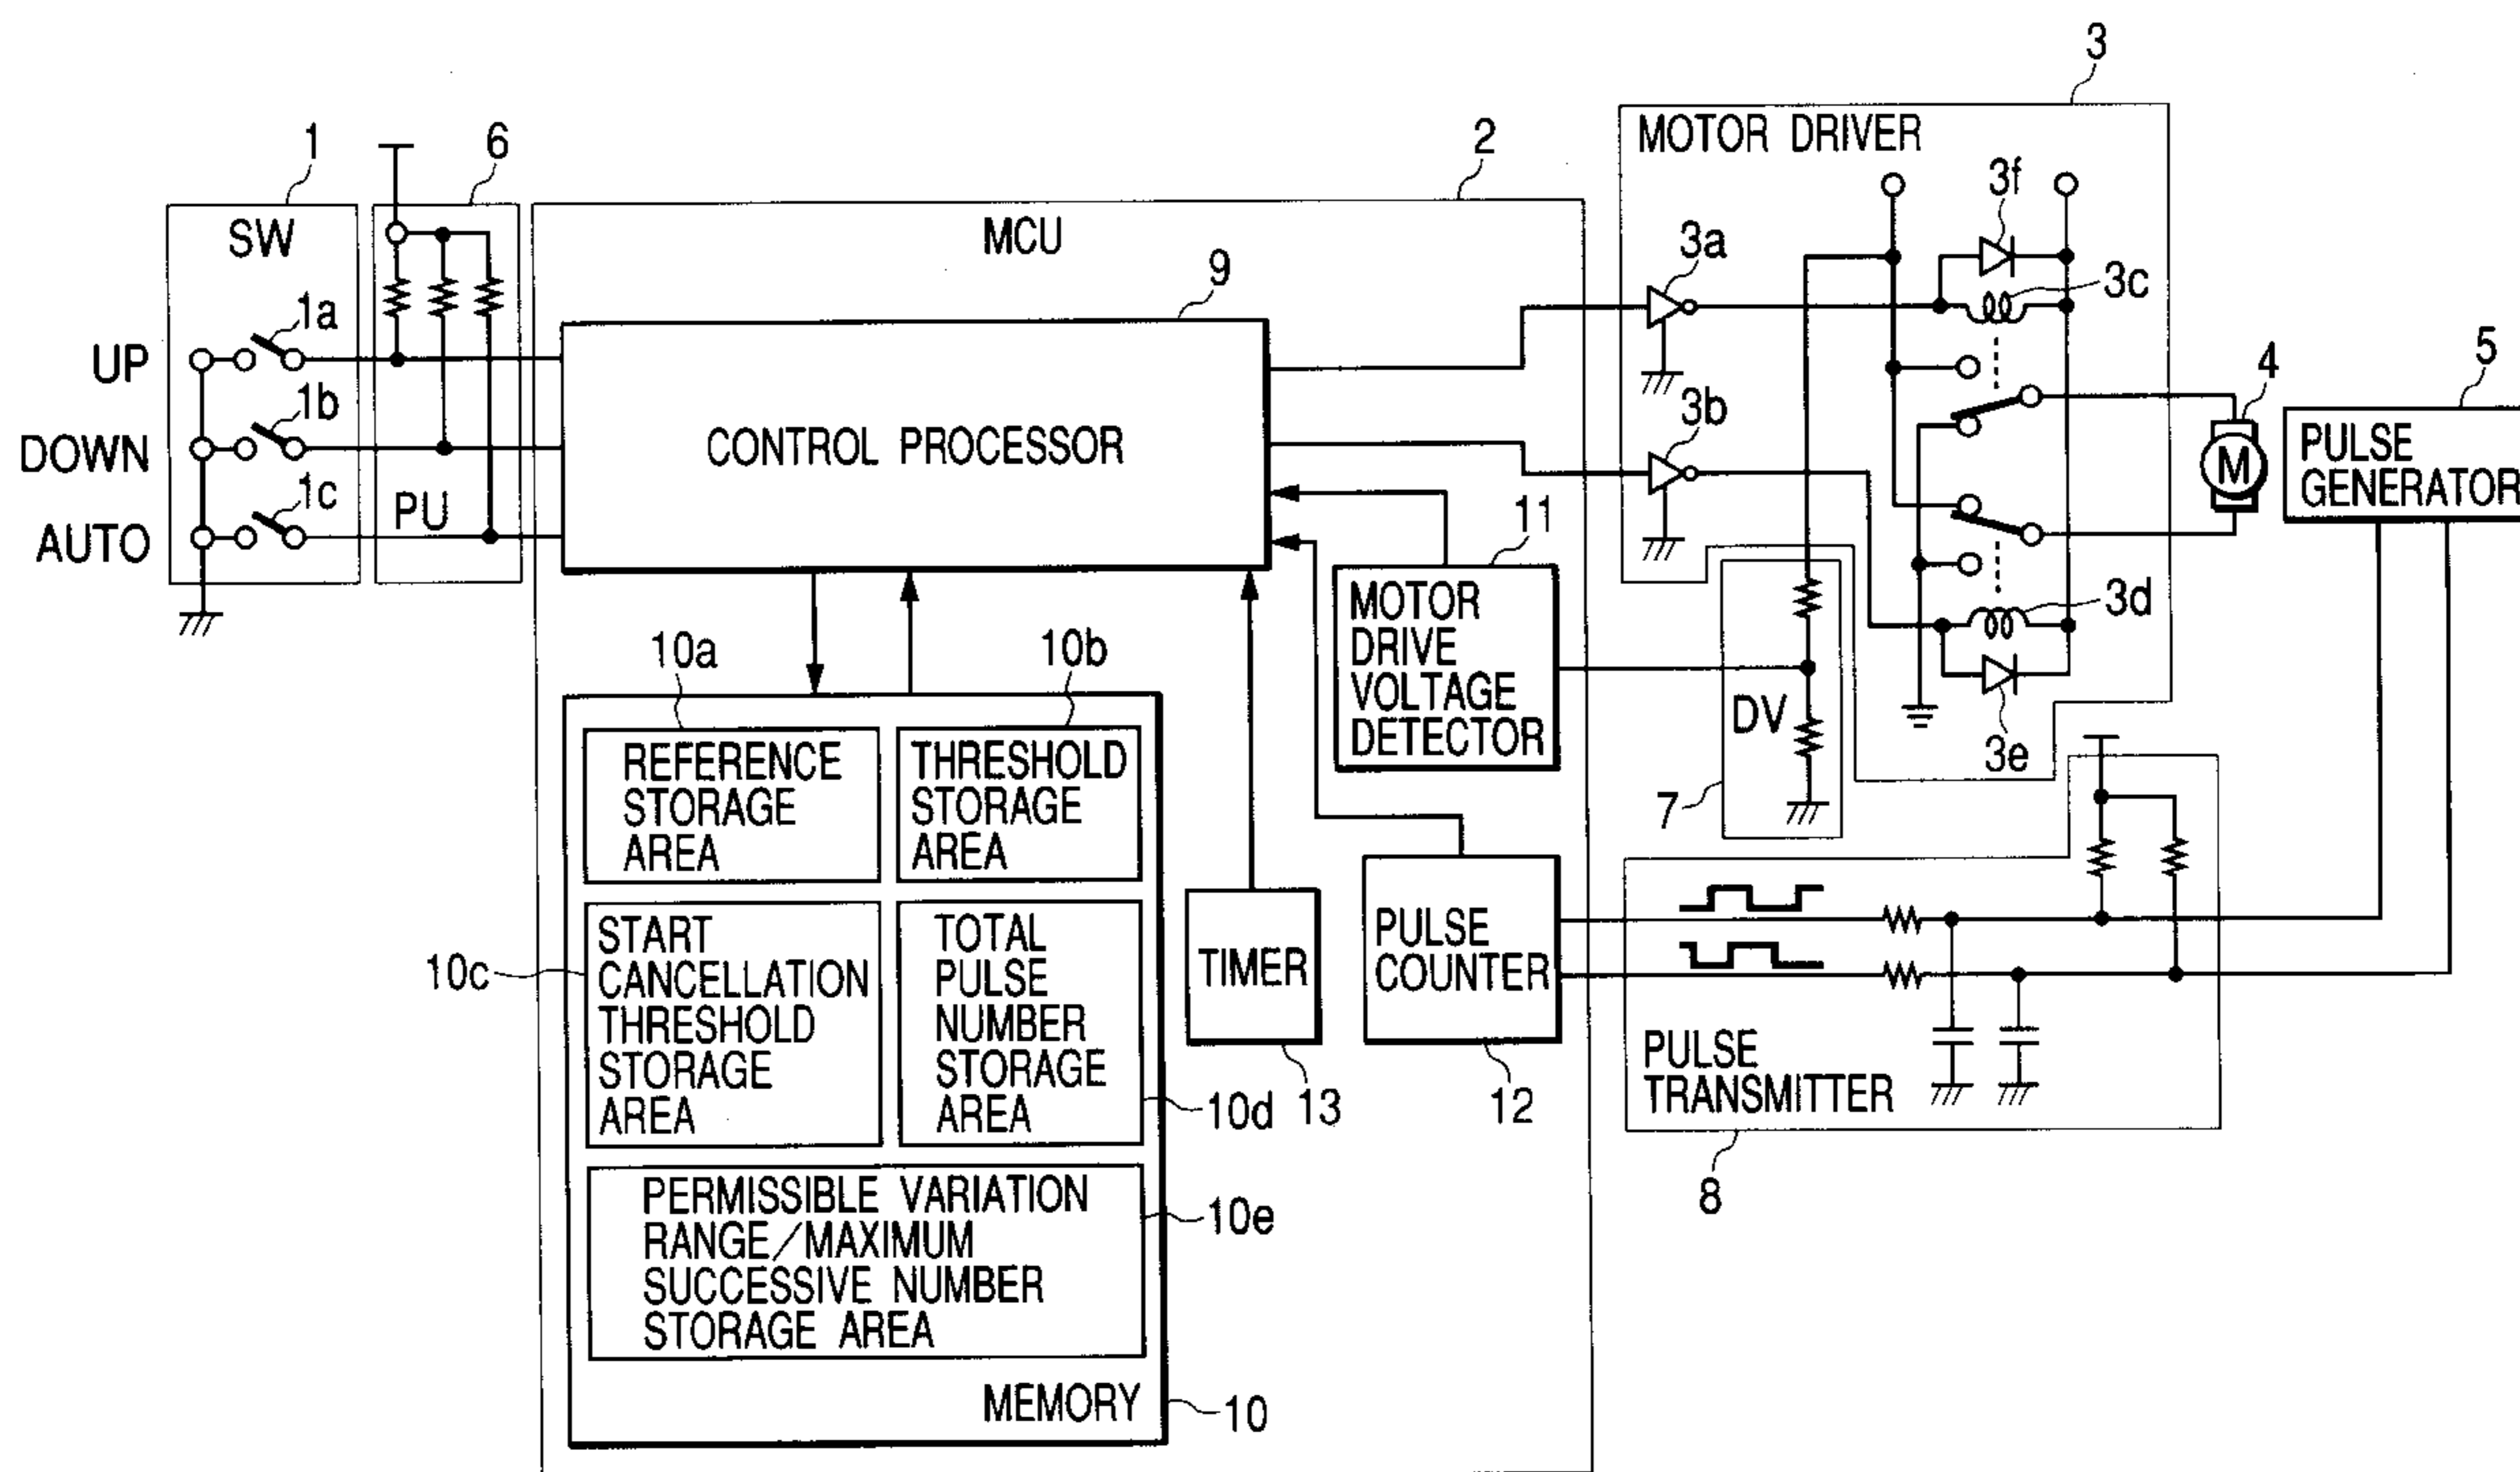 3
1
6
2
MOTOR DRIVER
SW
MCU
3f
3a
9
3c
1a
UP
4
5
1b
3b
DOWN
CONTROL PROCESSOR
M
PULSE
GENERATOR
1c
PU
11
AUTO
MOTOR
DRIVE
VOLTAGE
DETECTOR
3d
10a
10b
DV
3e
REFERENCE
STORAGE
AREA
THRESHOLD
STORAGE
AREA
7
START
CANCELLATION
THRESHOLD
STORAGE
AREA
10c
TOTAL
PULSE
NUMBER
STORAGE
AREA
TIMER
PULSE
COUNTER
PULSE
TRANSMITTER
10d
13
12
8
PERMISSIBLE VARIATION
RANGE/MAXIMUM
SUCCESSIVE NUMBER
STORAGE AREA
10e
MEMORY
10